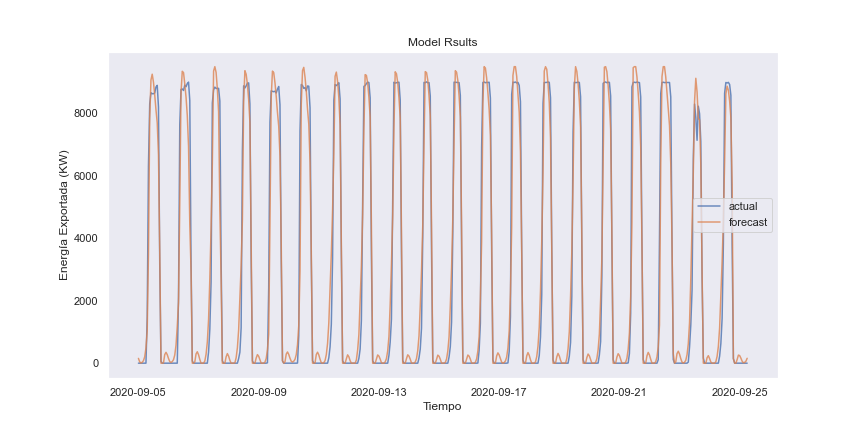 Model Rsults
Energía Exportada (KW)
8000
6000
4000
2000
0
actual
forecast
2020-09-05 2020-09-09 2020-09-13 2020-09-17 2020-09-21 2020-09-25
Tiempo